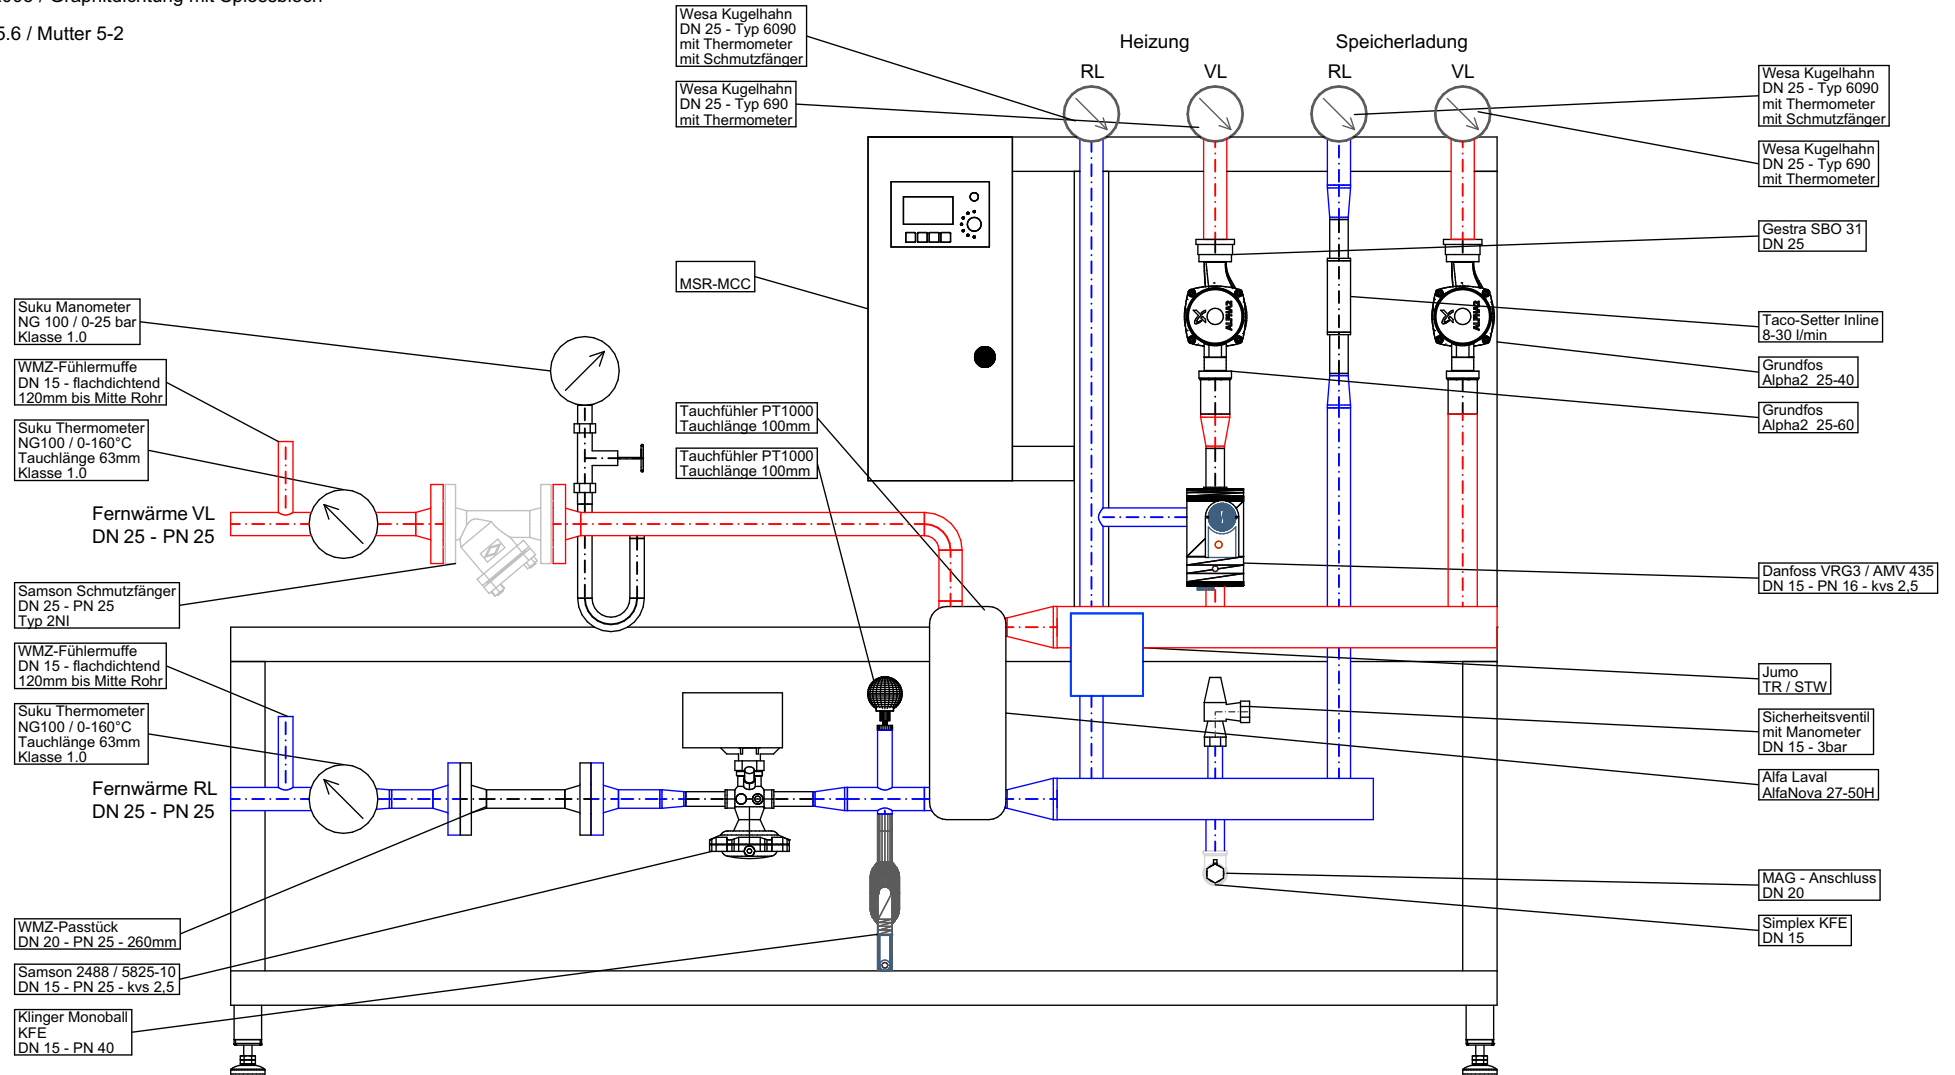 5.6 / Mutter 5-2
Wesa Kugelhahn
DN 25 - Typ 6090
mit Thermometer
mit Schmutzfänger
Wesa Kugelhahn
DN 25 - Typ 690
mit Thermometer
Heizung
Speicherladung
RL
VL
RL
VL
Wesa Kugelhahn
DN 25 - Typ 6090
mit Thermometer
mit Schmutzfänger
Wesa Kugelhahn
DN 25 - Typ 690
mit Thermometer
Gestra SBO 31
DN 25
MSR-MCC
Suku Manometer
NG 100 / 0-25 bar
Klasse 1.0
WMZ-Fühlermuffe
DN 15 - flachdichtend
120mm bis Mitte Rohr
Suku Thermometer
NG100 / 0-160°C
Tauchlänge 63mm
Klasse 1.0
ALPHA2
ALPHA2
Taco-Setter Inline
8-30 l/min
Grundfos
Alpha2 25-40
Grundfos
Alpha2 25-60
Tauchfühler PT1000
Tauchlänge 100mm
Tauchfühler PT1000
Tauchlänge 100mm
Fernwärme VL
DN 25 - PN 25
Samson Schmutzfänger
DN 25 - PN 25
Typ 2NI
Danfoss VRG3 / AMV 435
DN 15 - PN 16 - kvs 2,5
WMZ-Fühlermuffe
DN 15 - flachdichtend
120mm bis Mitte Rohr
Suku Thermometer
NG100 / 0-160°C
Tauchlänge 63mm
Klasse 1.0
Jumo
TR / STW
Sicherheitsventil
mit Manometer
DN 15 - 3bar
Alfa Laval
AlfaNova 27-50H
Fernwärme RL
DN 25 - PN 25
MAG - Anschluss
DN 20
Simplex KFE
DN 15
WMZ-Passtück
DN 20 - PN 25 - 260mm
Samson 2488 / 5825-10
DN 15 - PN 25 - kvs 2,5
Klinger Monoball
KFE
DN 15 - PN 40